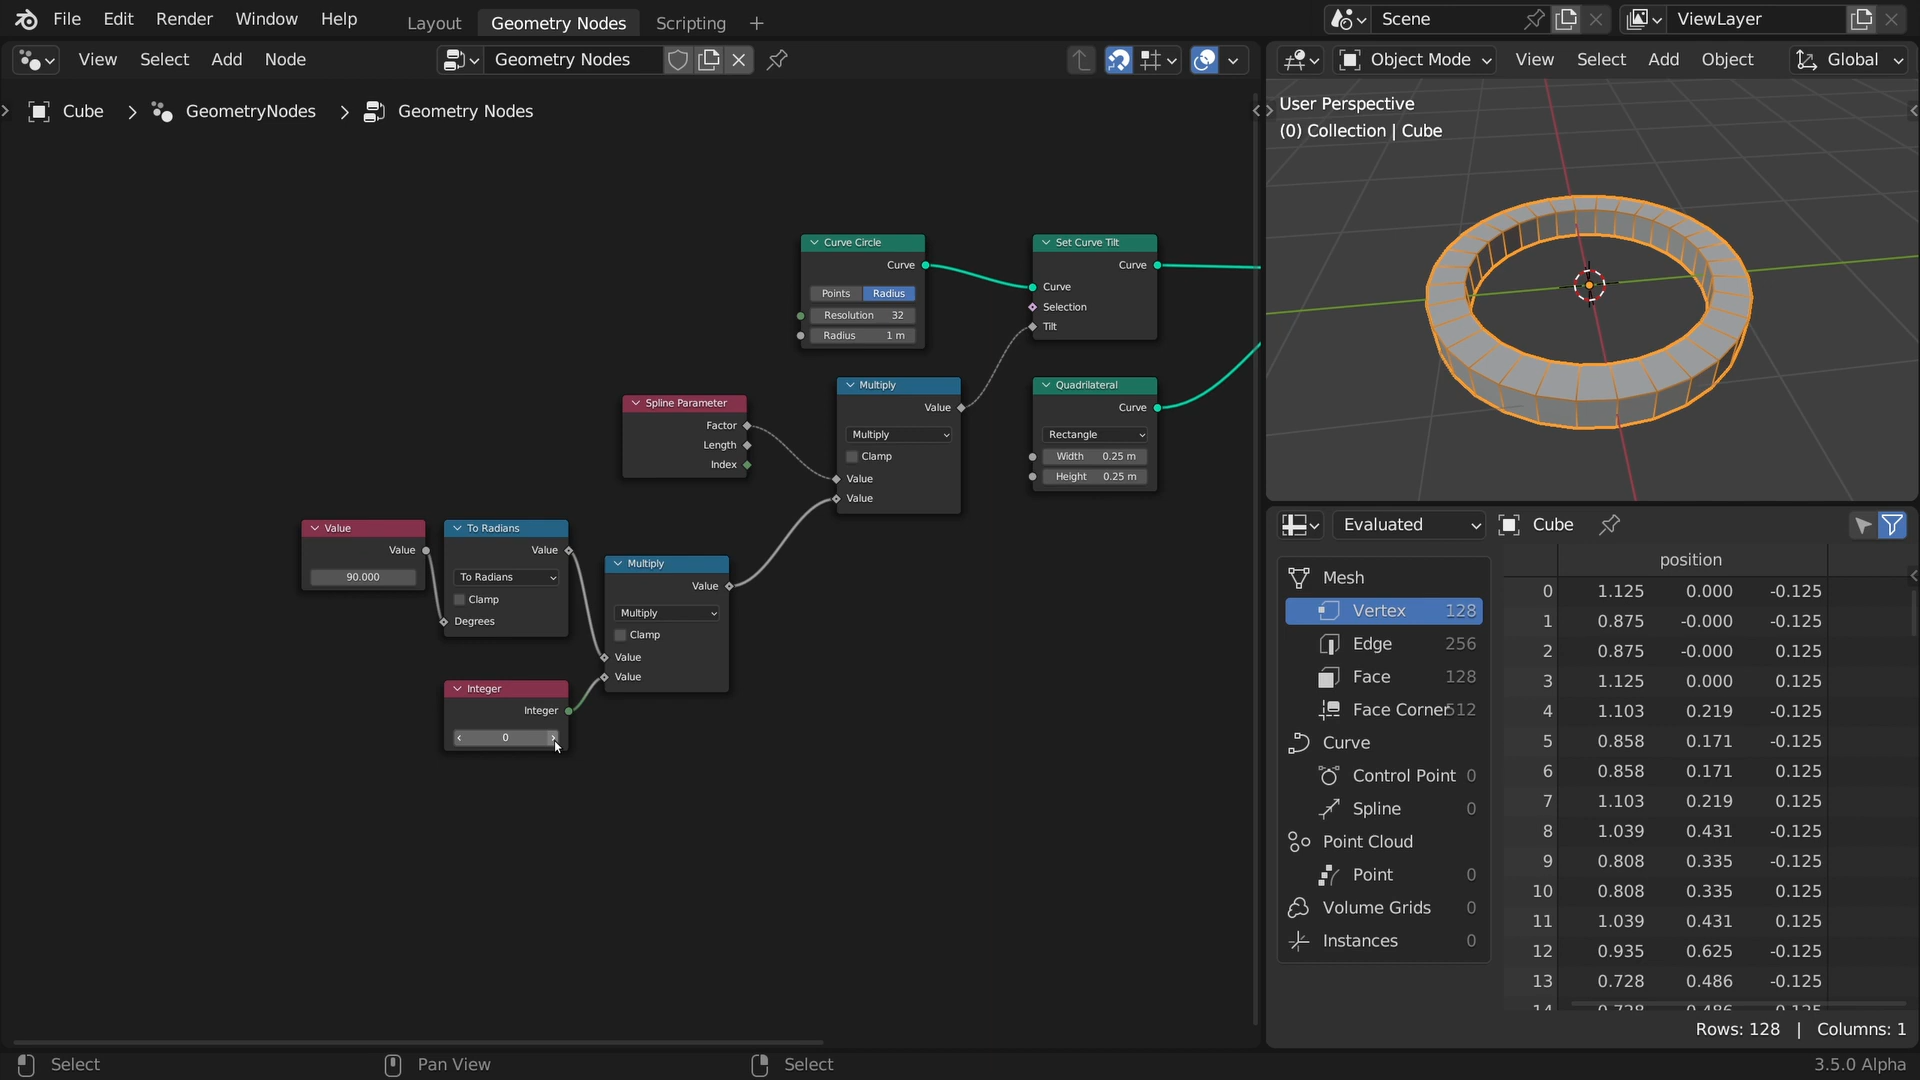 File Edit Render Window Help
Layout Geometry Nodes Scripting +
Scene
ViewLayer
View Select Add Node
Geometry Nodes
Object Mode View Select Add Object Global
Cube > GeometryNodes > Geometry Nodes
User Perspective
(0) Collection | Cube
Curve Circle
Curve
Points Radius
Resolution 32
Radius 1 m
Set Curve Tilt
Curve
Curve
Selection
Tilt
Spline Parameter
Factor
Length
Index
Multiply
Value
Multiply
Clamp
Value
Value
Quadrilateral
Curve
Rectangle
Width 0.25 m
Height 0.25 m
Value
Value
90.000
To Radians
Value
To Radians
Clamp
Degrees
Multiply
Value
Multiply
Clamp
Value
Value
Integer
Integer
0
Evaluated
Cube
Mesh
Vertex 128
Edge 256
Face 128
Face Corner 512
Curve
Control Point 0
Spline 0
Point Cloud
Point 0
Volume Grids 0
Instances 0
position
0 1.125 0.000 -0.125
1 0.875 -0.000 -0.125
2 0.875 -0.000 0.125
3 1.125 0.000 0.125
4 1.103 0.219 -0.125
5 0.858 0.171 -0.125
6 0.858 0.171 0.125
7 1.103 0.219 0.125
8 1.039 0.431 -0.125
9 0.808 0.335 -0.125
10 0.808 0.335 0.125
11 1.039 0.431 0.125
12 0.935 0.625 -0.125
13 0.728 0.486 -0.125
Rows: 128 | Columns: 1
Select
Pan View
Select
3.5.0 Alpha